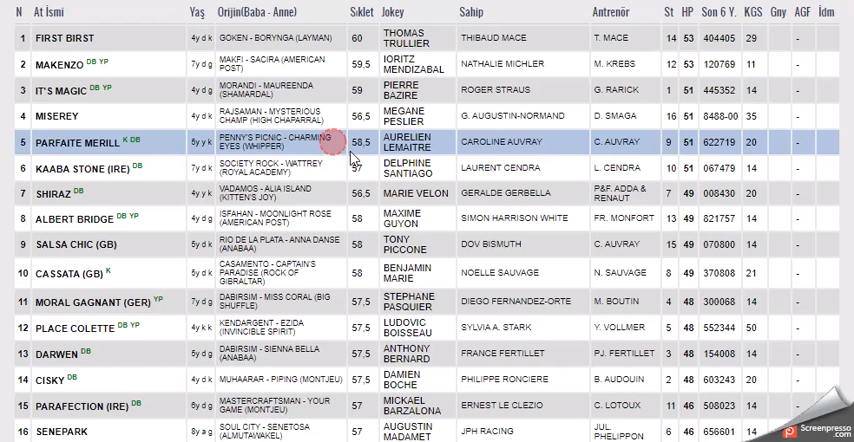 N At İsmi Yaş Orijin(Baba - Anne) Sıklet Jokey Sahip Antrenör St HP Son 6 Y. KGS Gny AGF İdm
1 FIRST BIRST 4y d k GOKEN - BORYNGA (LAYMAN) 60 THOMAS TRULLIER THIBAUD MACE T. MACE 14 53 404405 29 -
2 MAKENZO DB YP 7y d g MAKFI - SACIRA (AMERICAN POST) 59,5 IORITZ MENDIZABAL NATHALIE MICHLER M. KREBS 12 53 120769 11 -
3 IT'S MAGIC DB YP 4y d g MORANDI - MAUREENDA (SHAMARDAL) 59 PIERRE BAZIRE ROGER STRAUS G. RARICK 1 51 445352 14 -
4 MISEREY 4y d k RAJSAMAN - MYSTERIOUS CHAMP (HIGH CHAPARRAL) 56,5 MEGANE PESLIER G. AUGUSTIN-NORMAND D. SMAGA 16 51 8488-00 35 -
5 PARFAITE MERILL K DB 5y y k PENNY'S PICNIC - CHARMING EYES (WHIPPER) 58,5 AURELIEN LEMAITRE CAROLINE AUVRAY C. AUVRAY 9 51 622719 20 -
6 KAABA STONE (IRE) DB 7y d k SOCIETY ROCK - WATTREY (ROYAL ACADEMY) 57 DELPHINE SANTIAGO LAURENT CENDRA L. CENDRA 10 51 067479 14 -
7 SHIRAZ DB 4y y k VADAMOS - ALIA ISLAND (KITTEN'S JOY) 56,5 MARIE VELON GERALDE GERBELLA P&F. ADDA & RENAUT 7 49 008430 20 -
8 ALBERT BRIDGE DB YP 4y d g ISFAHAN - MOONLIGHT ROSE (AMERICAN POST) 58 MAXIME GUYON SIMON HARRISON WHITE FR. MONFORT 13 49 821757 14 -
9 SALSA CHIC (GB) 5y d k RIO DE LA PLATA - ANNA DANSE (ANABAA) 58 TONY PICCONE DOV BISMUTH C. AUVRAY 15 49 070800 14 -
10 CASSATA (GB) K 5y d k CASAMENTO - CAPTAIN'S PARADISE (ROCK OF GIBRALTAR) 58 BENJAMIN MARIE NOELLE SAUVAGE N. SAUVAGE 8 49 370808 21 -
11 MORAL GAGNANT (GER) YP 7y d g DABIRSIM - MISS CORAL (BIG SHUFFLE) 57,5 STEPHANE PASQUIER DIEGO FERNANDEZ-ORTE M. BOUTIN 4 48 300068 14 -
12 PLACE COLETTE DB YP 4y k k KENDARGENT - EZIDA (INVINCIBLE SPIRIT) 57,5 LUDOVIC BOISSEAU SYLVIA A. STARK Y. VOLLMER 5 48 552344 50 -
13 DARWEN DB 5y d g DABIRSIM - SIENNA BELLA (ANABAA) 57,5 ANTHONY BERNARD FRANCE FERTILLET PJ. FERTILLET 3 48 154008 14 -
14 CISKY DB 4y d k MUHAARAR - PIPING (MONTJEU) 57,5 DAMIEN BOCHE PHILIPPE RONCIERE B. AUDOUIN 2 48 603243 20 -
15 PARAFECTION (IRE) DB 6y d g MASTERCRAFTSMAN - YOUR GAME (MONTJEU) 57 MICKAEL BARZALONA ERNEST LE CLEZIO C. LOTOUX 11 46 508023 14 -
16 SENEPARK 8y a g SOUL CITY - SENETOSA (ALMUTAWAKEL) 57 AUGUSTIN MADAMET JPH RACING JUL. PHELIPPON 6 46 656601 14 -
Screenpresso.com